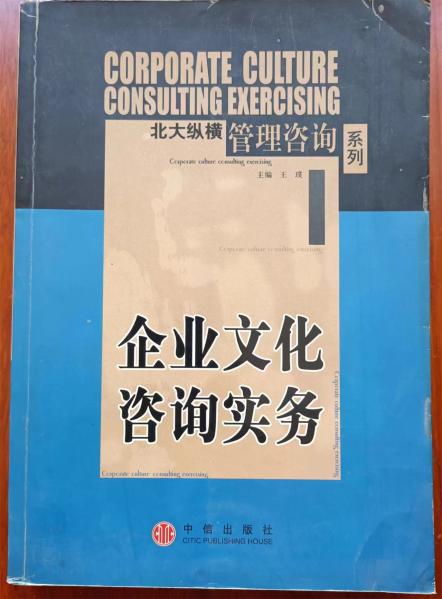 CORPORATE CULTURE
CONSULTING EXERCISING
北大纵横 管理咨询 系列
Corporate culture consulting exercising
主编 王 璞
Corporate culture consulting exercising
企业文化
咨询实务
Corporate culture consulting exercising
Corporate culture consulting exercising
CITIC
中信出版社
CITIC PUBLISHING HOUSE